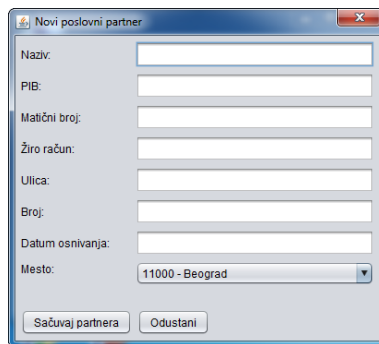 Novi poslovni partner
Naziv:
PIB:
Matični broj:
Žiro račun:
Ulica:
Broj:
Datum osnivanja:
Mesto: 11000 - Beograd
Sačuvaj partnera Odustani